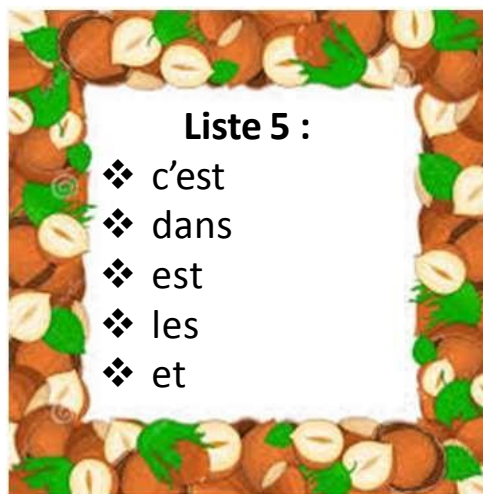 Liste 5 :
❖ c’est
❖ dans
❖ est
❖ les
❖ et